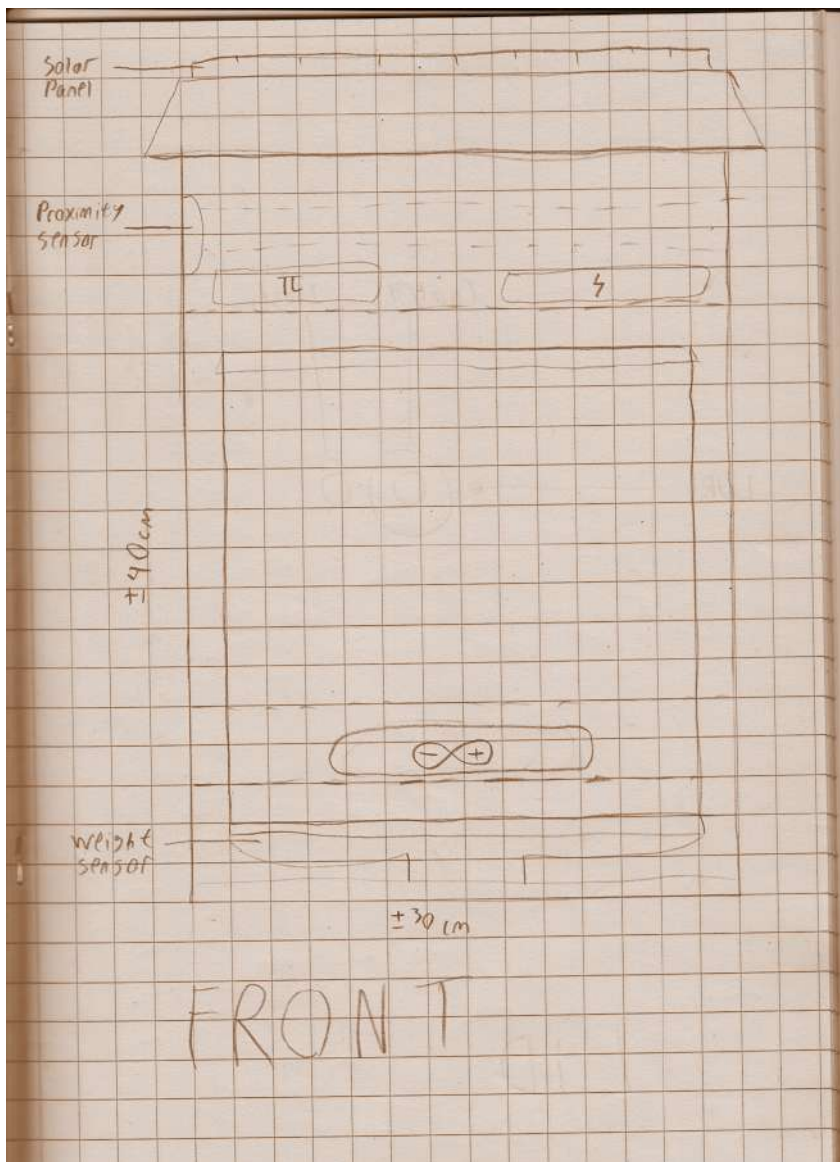 Solar
Panel
Proximity
sensor
π
±40cm
- +
weight
sensor
±30 cm
FRONT